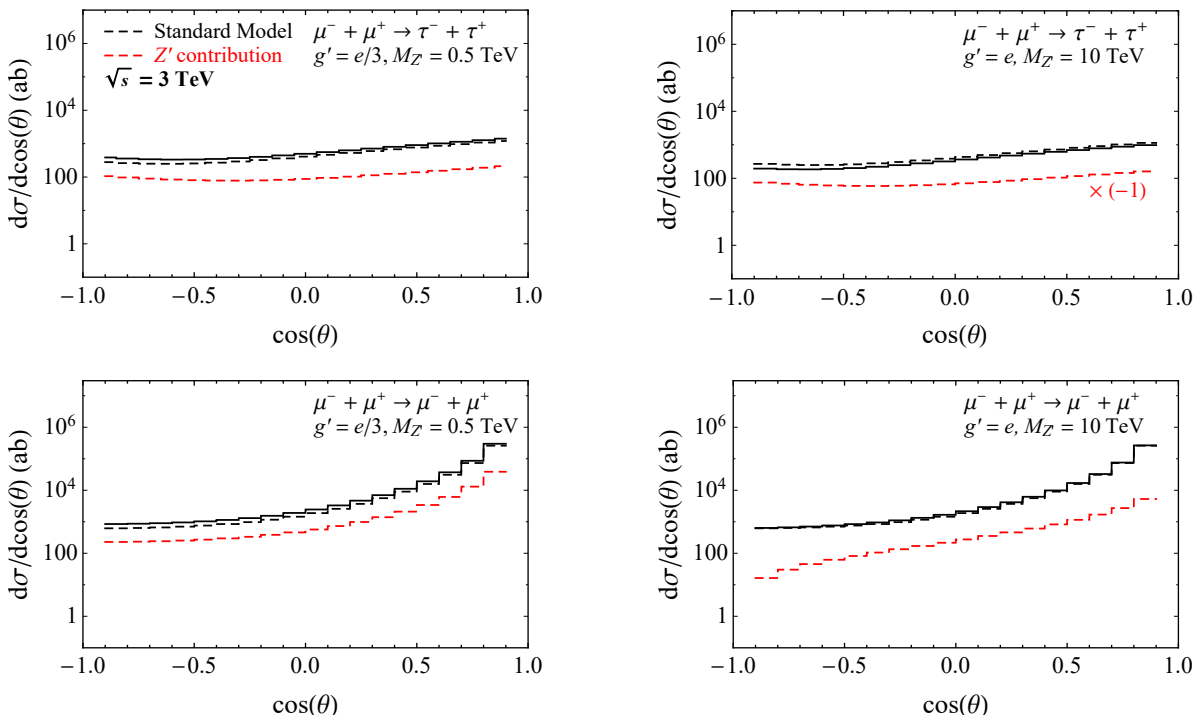 Standard Model
Z′ contribution
√s = 3 TeV
μ⁻ + μ⁺ → τ⁻ + τ⁺
g′ = e/3, M_Z′ = 0.5 TeV
dσ/dcos(θ) (ab)
10⁶
10⁴
100
1
−1.0 −0.5 0.0 0.5 1.0
cos(θ)
μ⁻ + μ⁺ → τ⁻ + τ⁺
g′ = e, M_Z′ = 10 TeV
× (−1)
dσ/dcos(θ) (ab)
10⁶
10⁴
100
1
−1.0 −0.5 0.0 0.5 1.0
cos(θ)
μ⁻ + μ⁺ → μ⁻ + μ⁺
g′ = e/3, M_Z′ = 0.5 TeV
dσ/dcos(θ) (ab)
10⁶
10⁴
100
1
−1.0 −0.5 0.0 0.5 1.0
cos(θ)
μ⁻ + μ⁺ → μ⁻ + μ⁺
g′ = e, M_Z′ = 10 TeV
dσ/dcos(θ) (ab)
10⁶
10⁴
100
1
−1.0 −0.5 0.0 0.5 1.0
cos(θ)